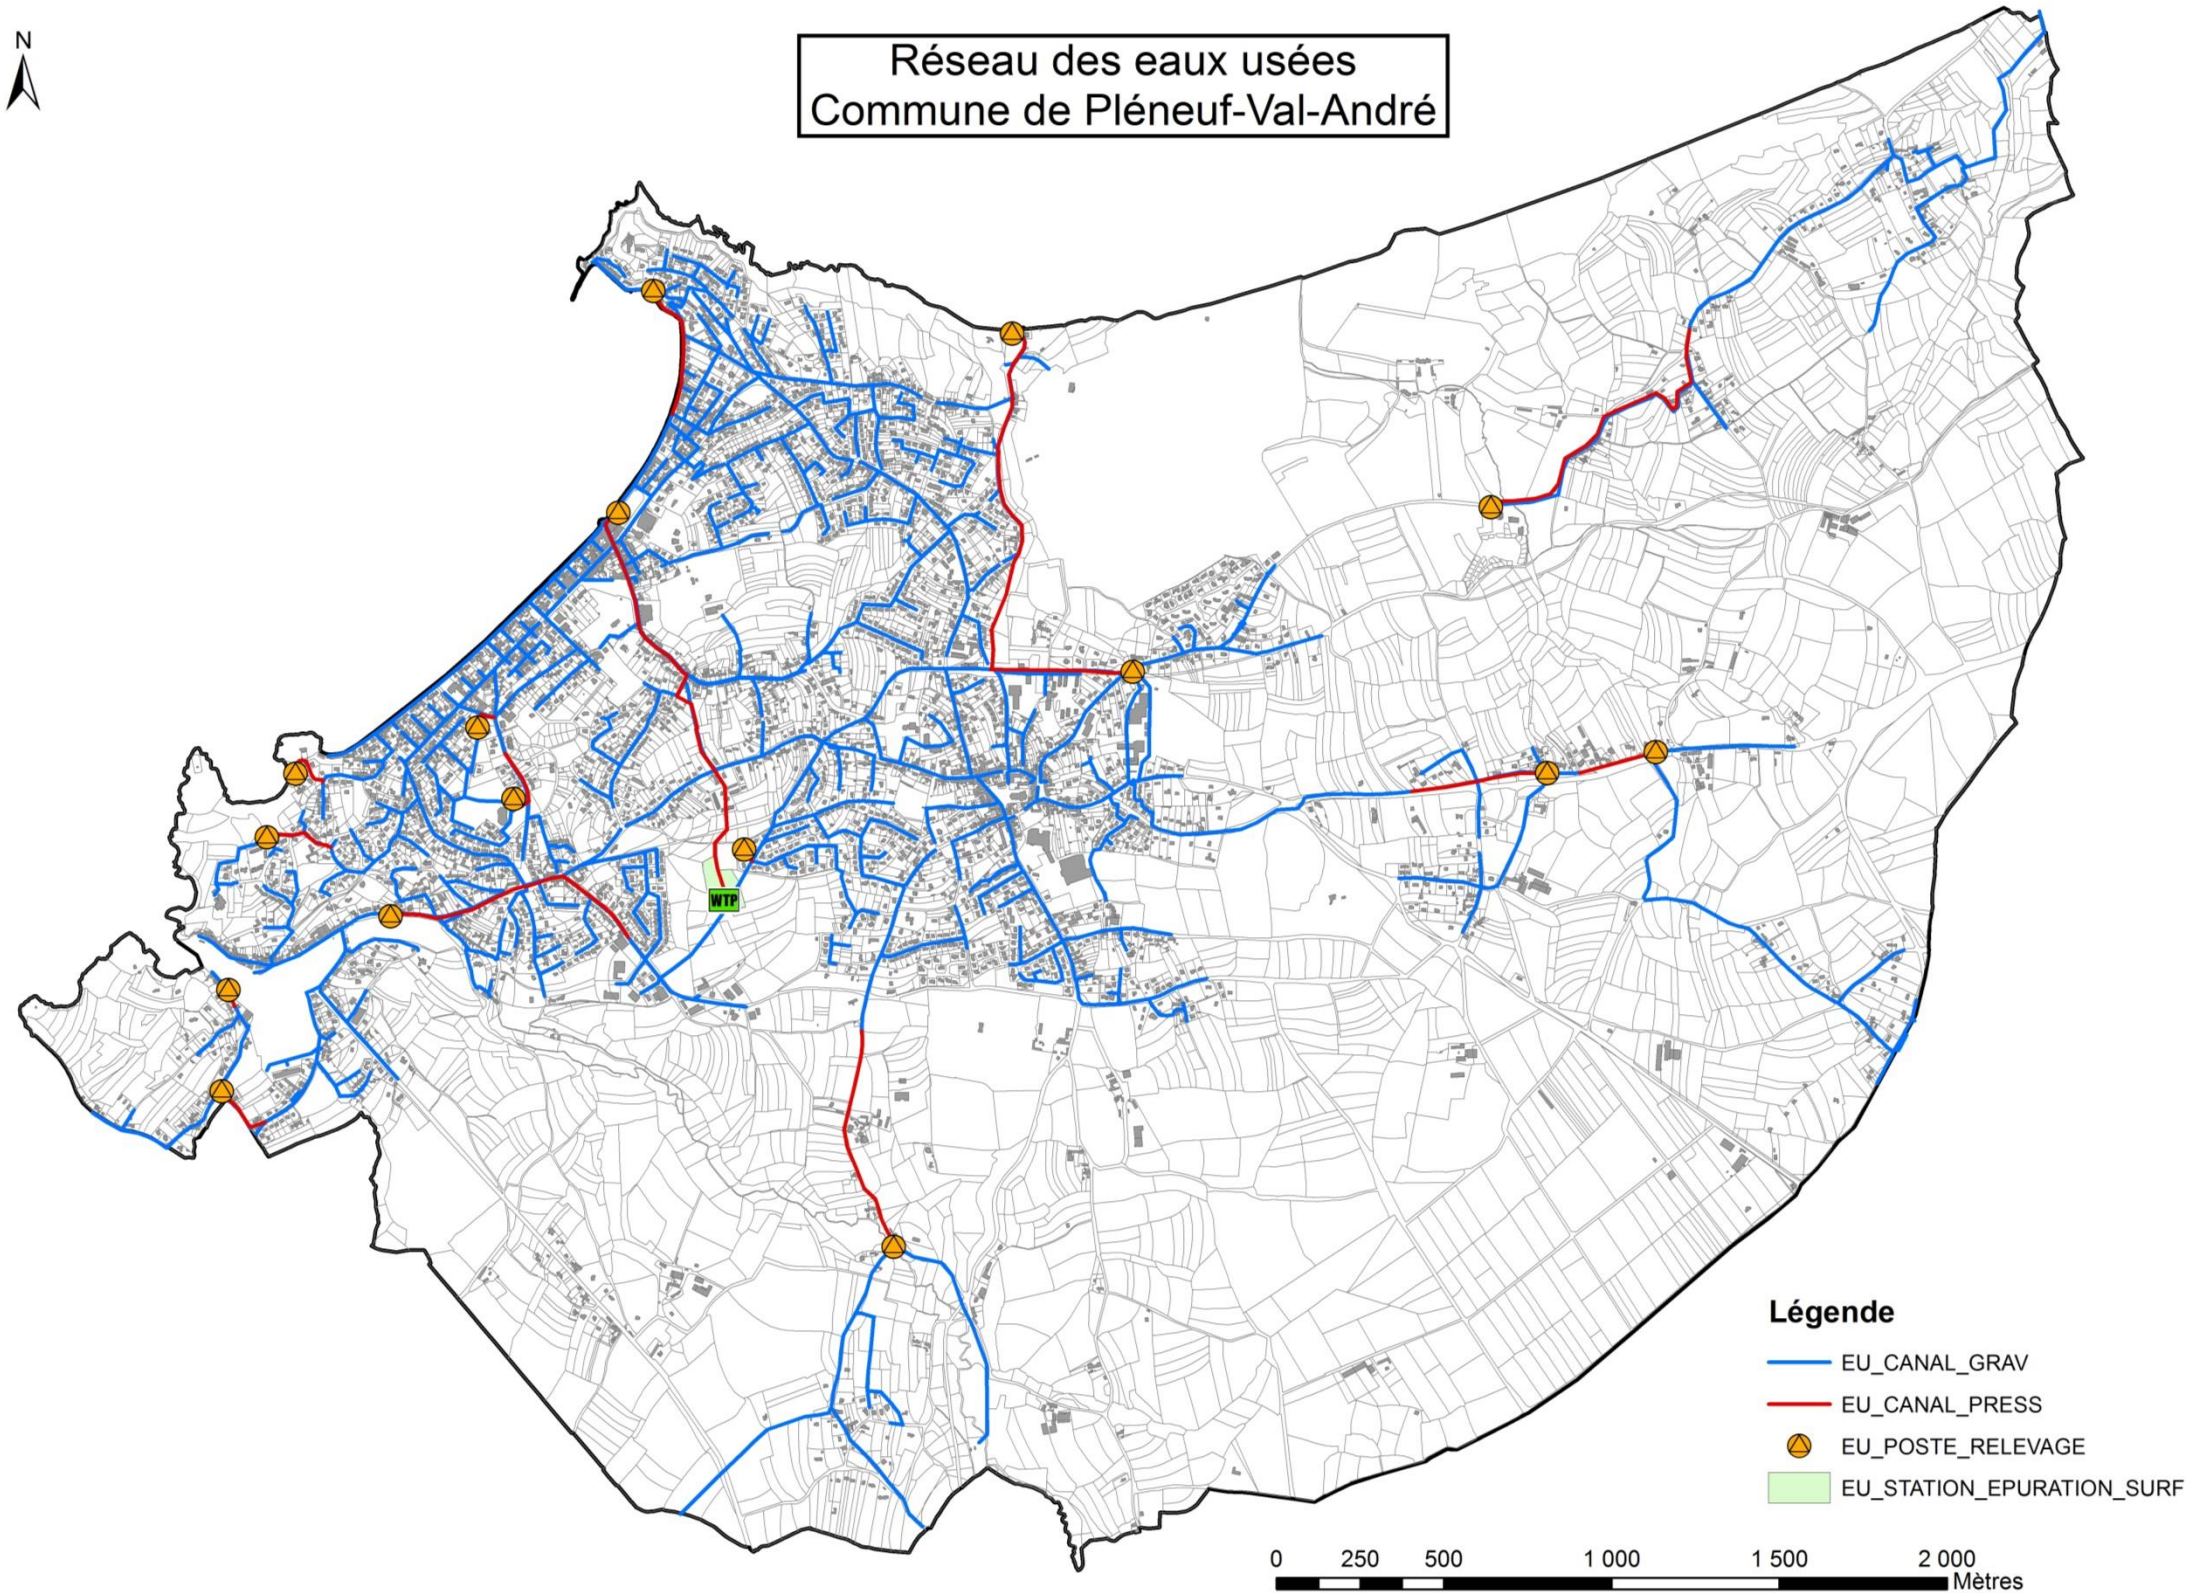 N
Réseau des eaux usées
Commune de Pléneuf-Val-André
WTP
Légende
EU_CANAL_GRAV
EU_CANAL_PRESS
EU_POSTE_RELEVAGE
EU_STATION_EPURATION_SURF
0 250 500 1 000 1 500 2 000
Mètres